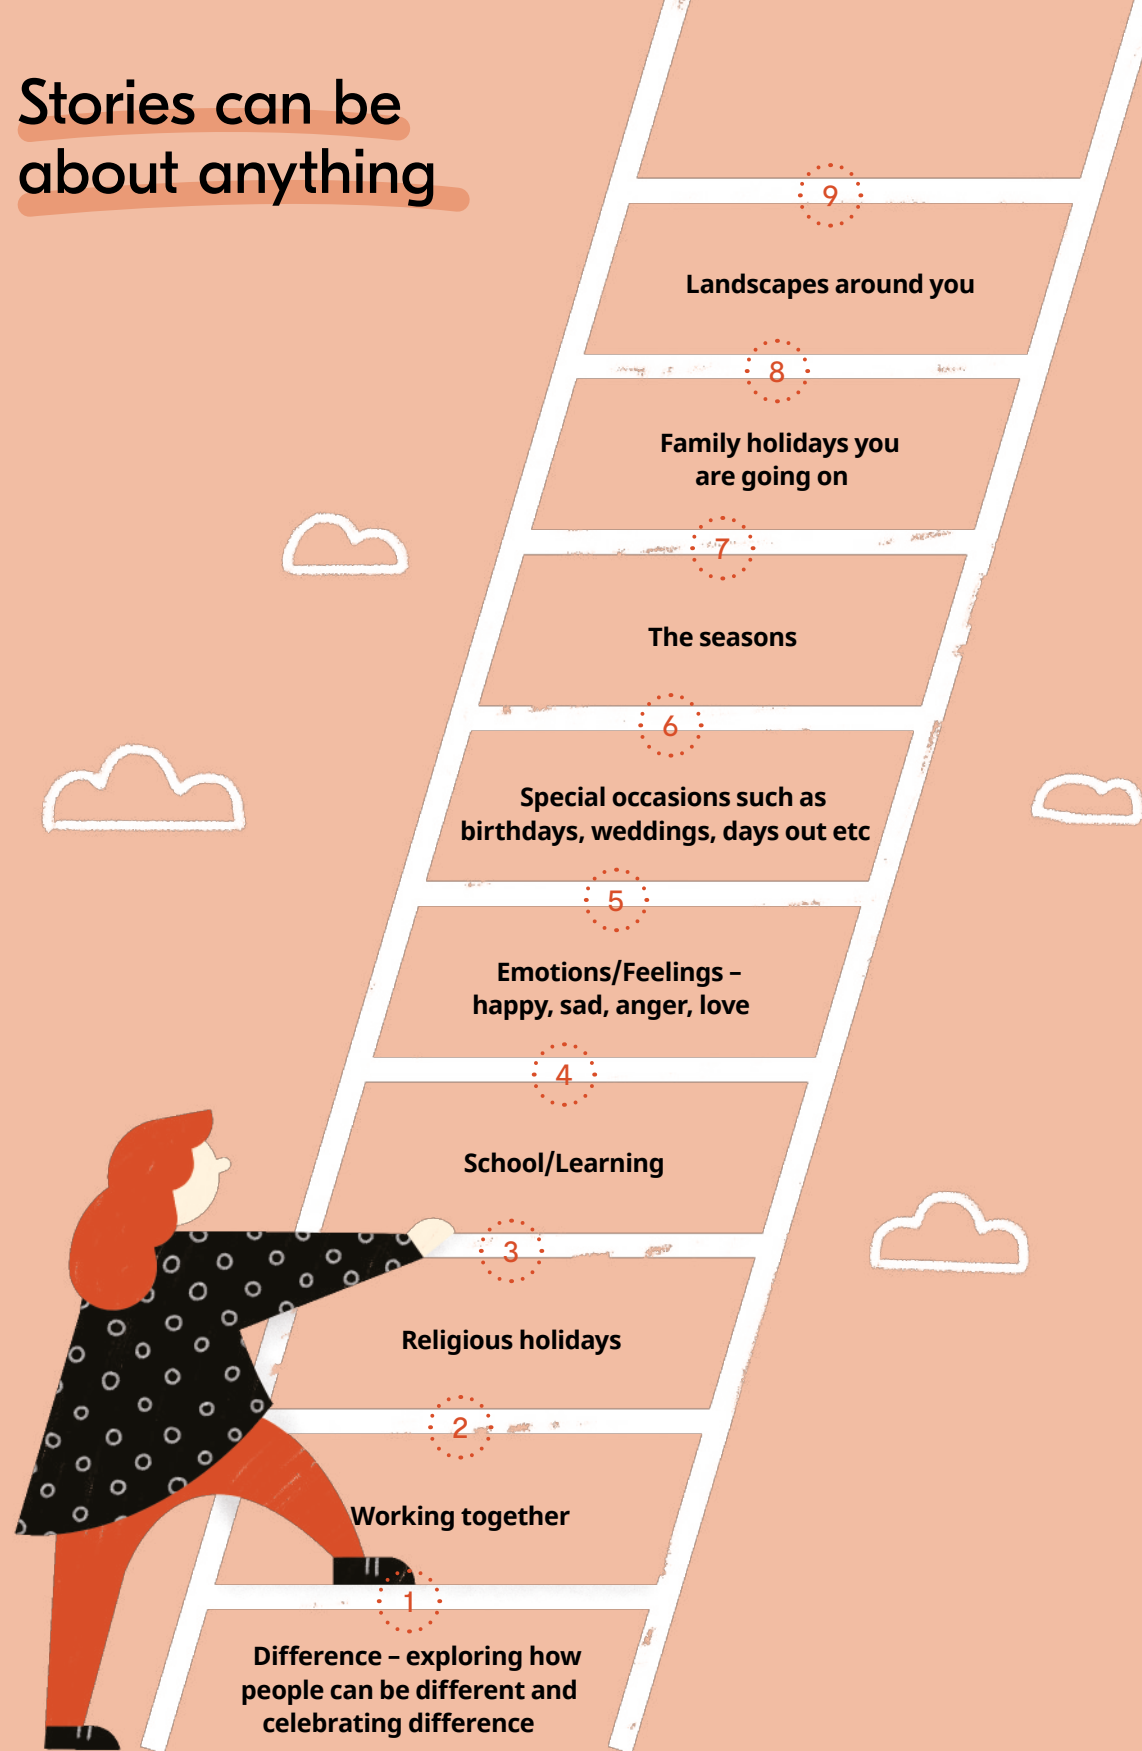 Stories can be
about anything
9
Landscapes around you
8
Family holidays you
are going on
7
The seasons
6
Special occasions such as
birthdays, weddings, days out etc
5
Emotions/Feelings –
happy, sad, anger, love
4
School/Learning
3
Religious holidays
2
Working together
1
Difference – exploring how
people can be different and
celebrating difference